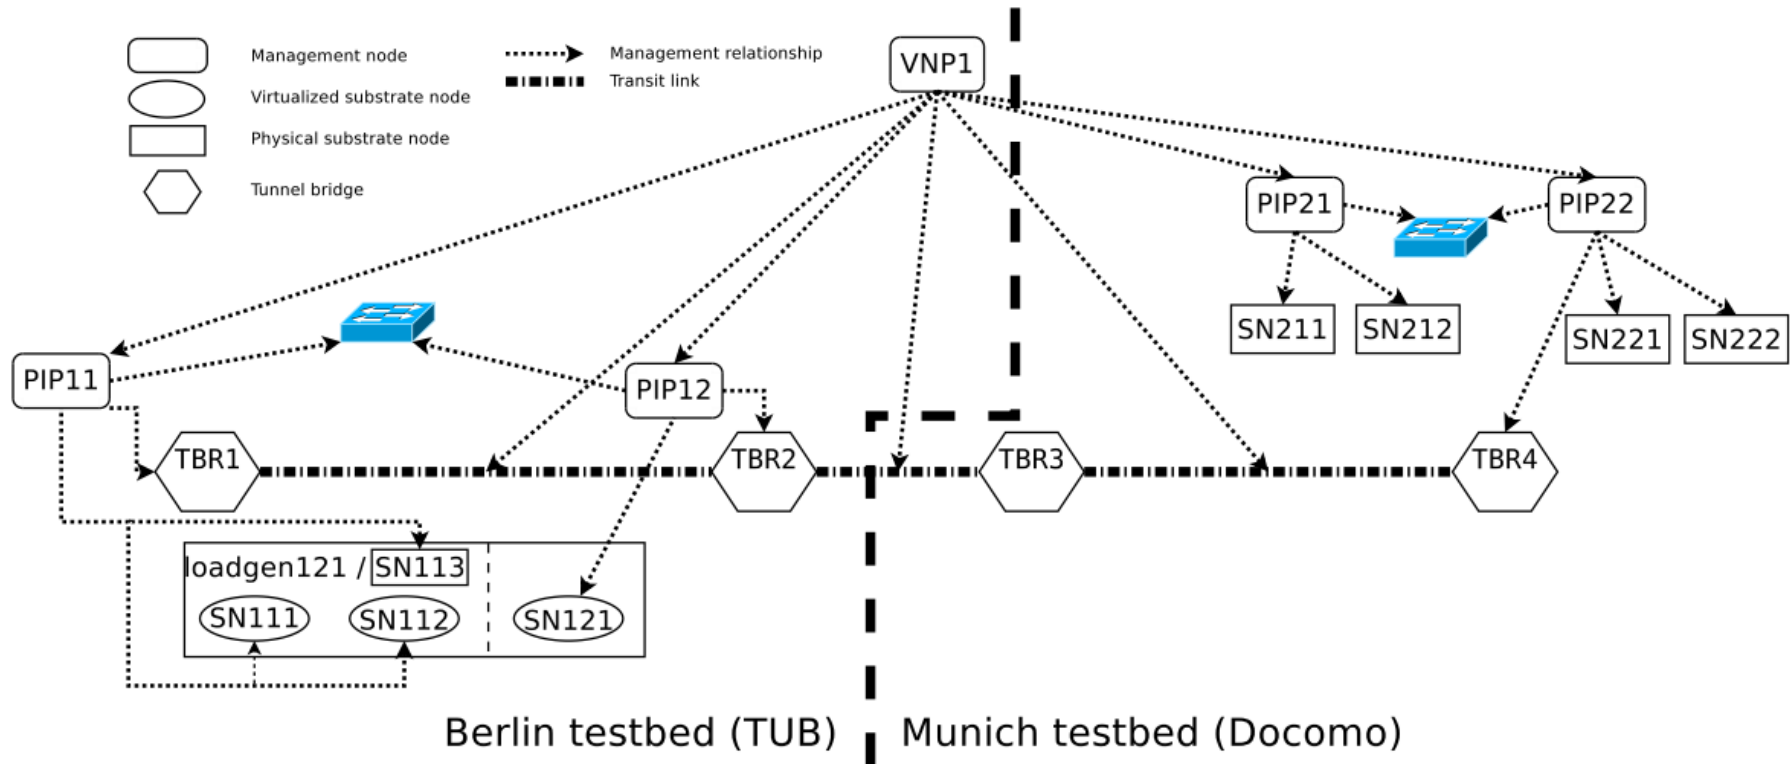 Management node
Management relationship
Virtualized substrate node
Transit link
Physical substrate node
Tunnel bridge
VNP1
PIP21
PIP22
SN211
SN212
SN221
SN222
PIP11
PIP12
TBR1
TBR2
TBR3
TBR4
loadgen121 / SN113
SN111
SN112
SN121
Berlin testbed (TUB)
Munich testbed (Docomo)